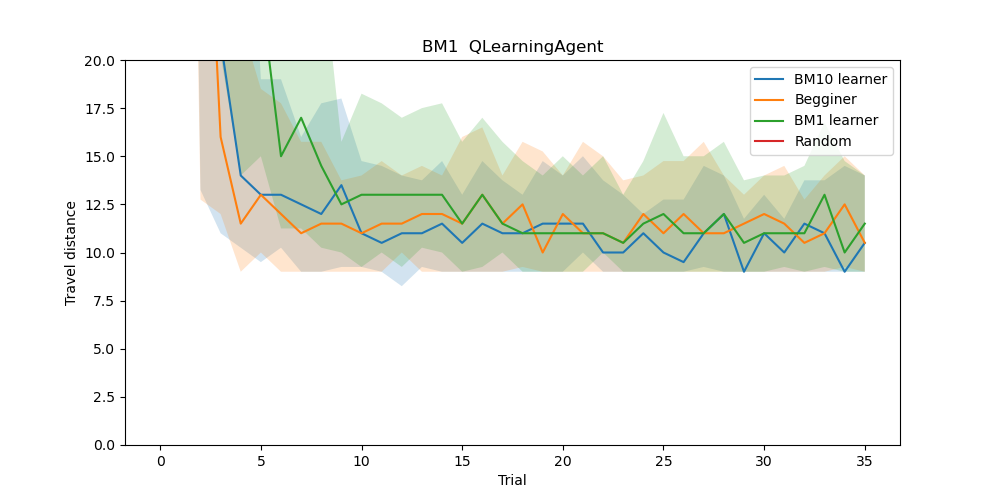 BM1 QLearningAgent
20.0
17.5
15.0
12.5
10.0
7.5
5.0
2.5
0.0
Travel distance
BM10 learner
Begginer
BM1 learner
Random
0 5 10 15 20 25 30 35
Trial